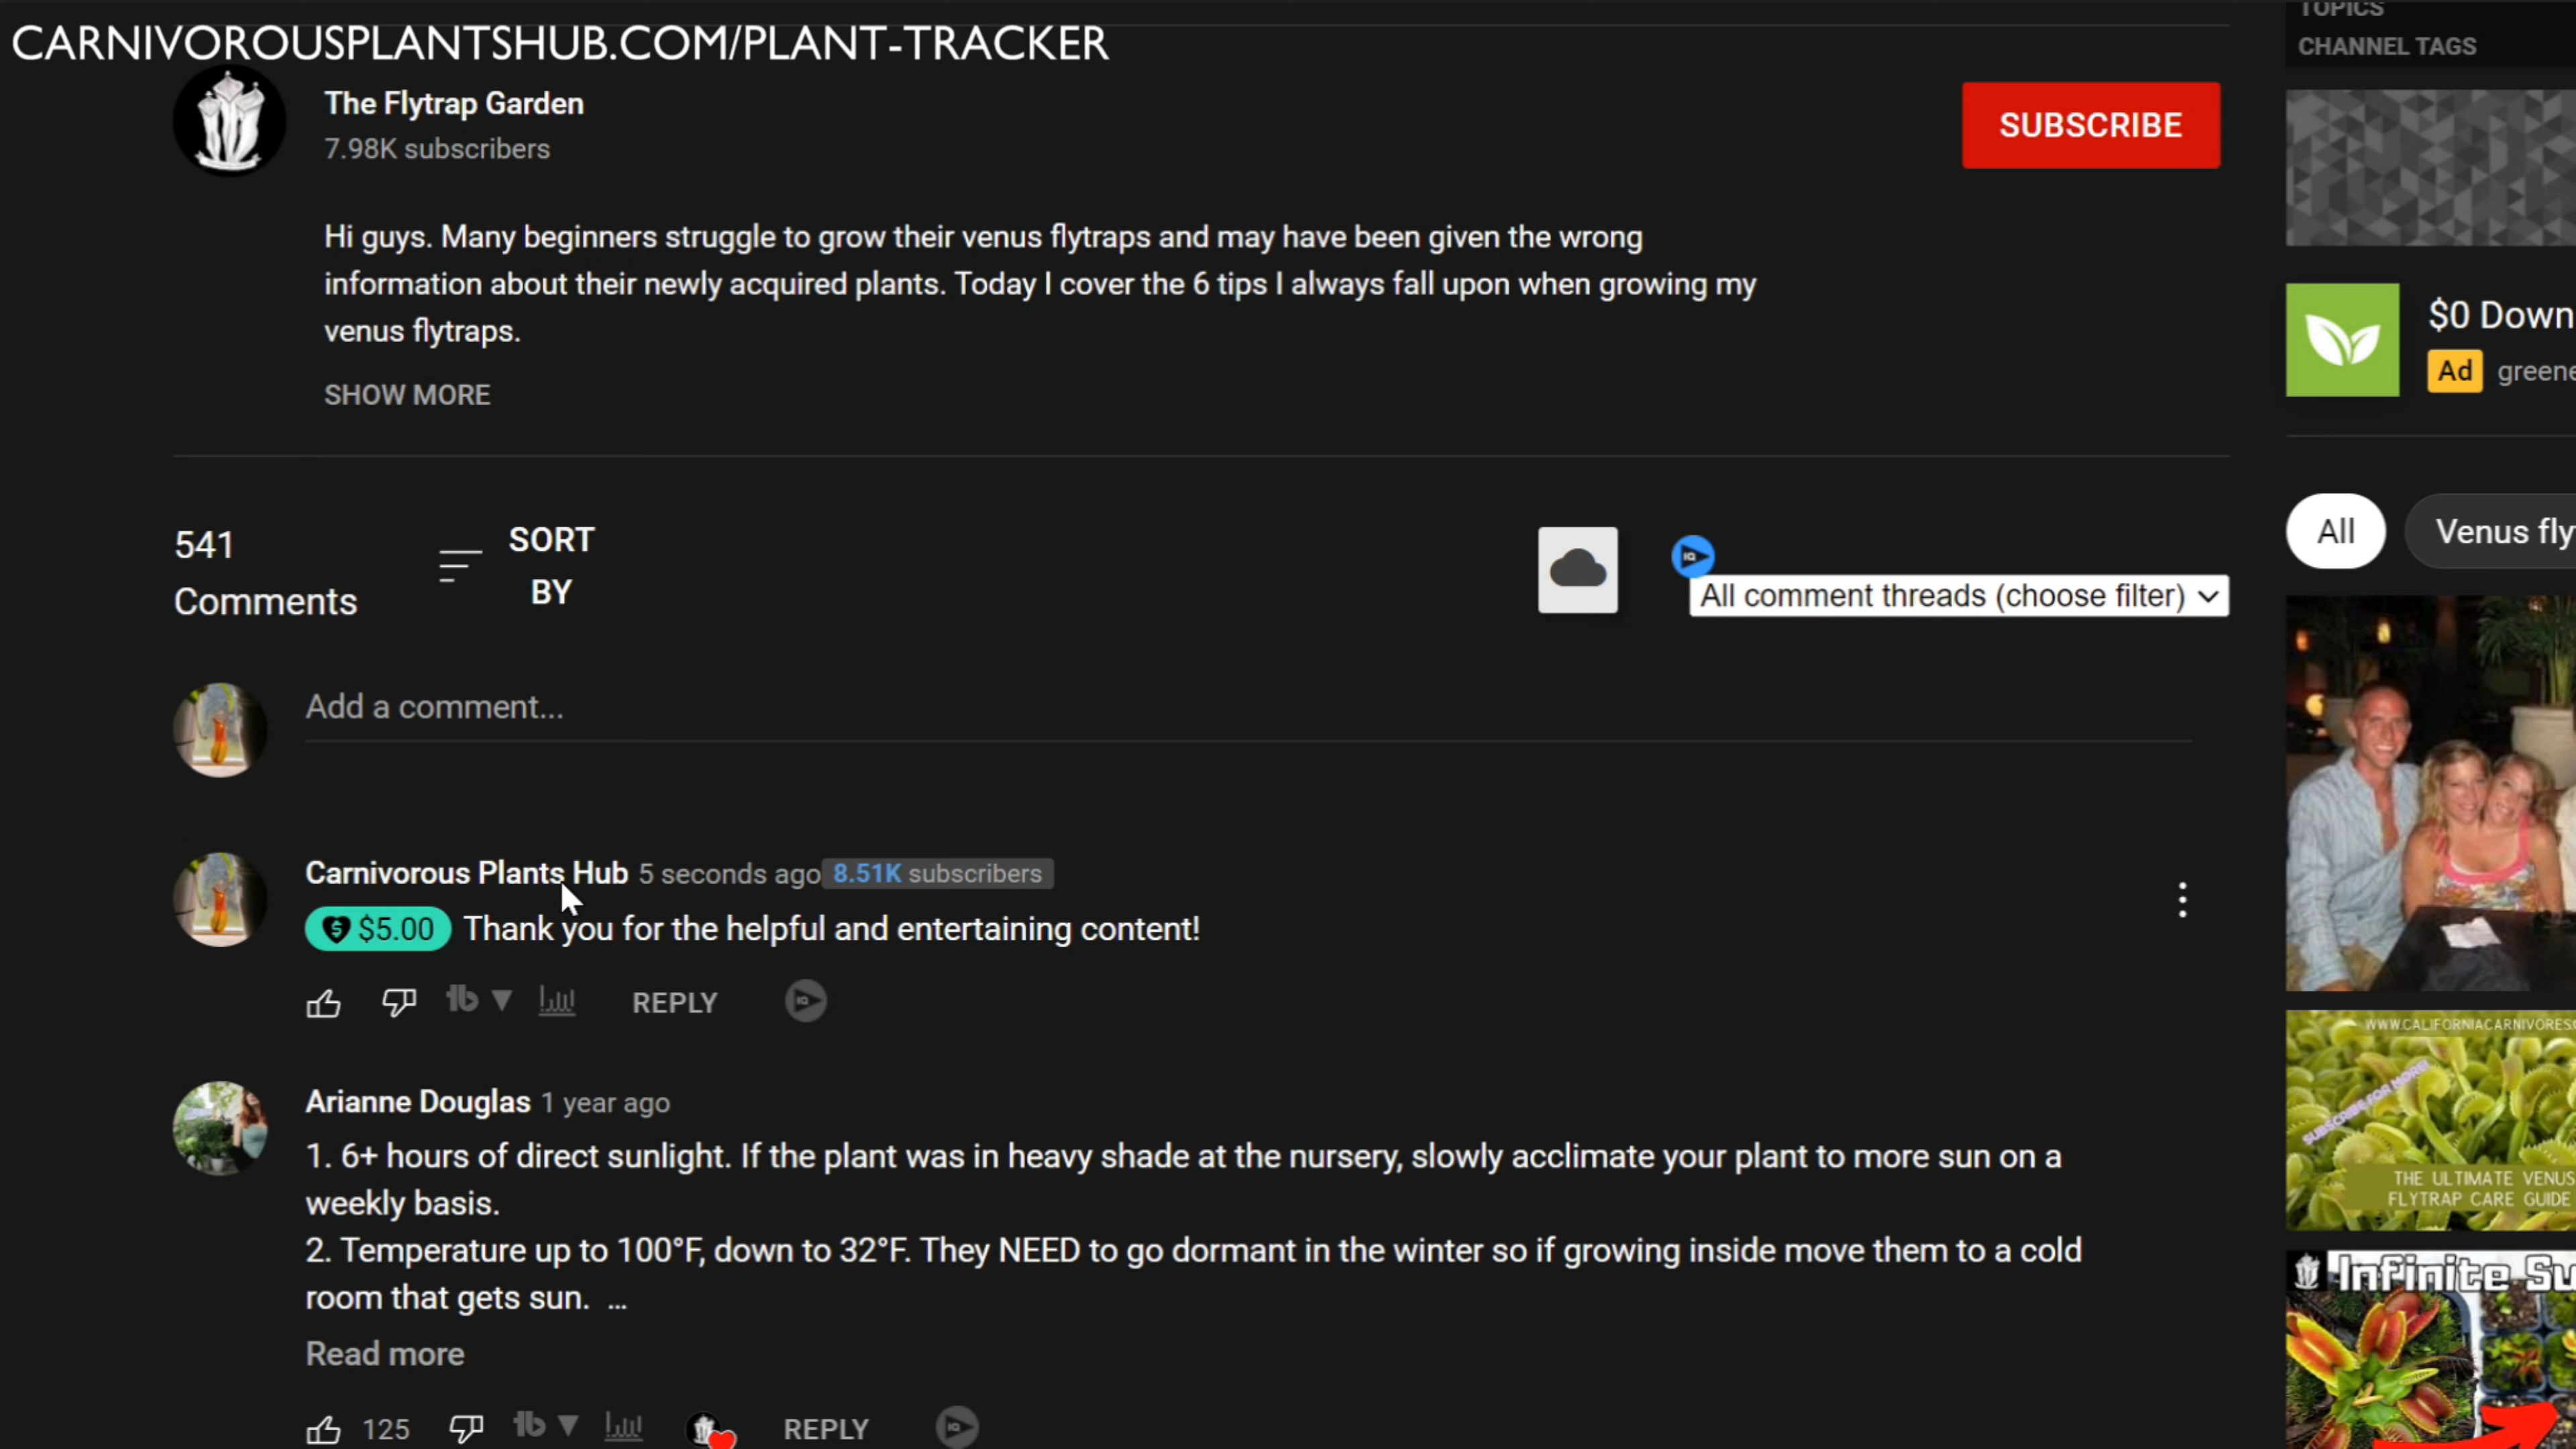 CARNIVOROUSPLANTSHUB.COM/PLANT-TRACKER
The Flytrap Garden
7.98K subscribers
SUBSCRIBE
Hi guys. Many beginners struggle to grow their venus flytraps and may have been given the wrong
information about their newly acquired plants. Today I cover the 6 tips I always fall upon when growing my
venus flytraps.
SHOW MORE
541
Comments
SORT
BY
All comment threads (choose filter)
Add a comment...
Carnivorous Plants Hub 5 seconds ago 8.51K subscribers
$5.00 Thank you for the helpful and entertaining content!
REPLY
Arianne Douglas 1 year ago
1. 6+ hours of direct sunlight. If the plant was in heavy shade at the nursery, slowly acclimate your plant to more sun on a
weekly basis.
2. Temperature up to 100°F, down to 32°F. They NEED to go dormant in the winter so if growing inside move them to a cold
room that gets sun. ...
Read more
125
REPLY
TOPICS
CHANNEL TAGS
$0 Down
Ad greene
All
Venus fly
WWW.CALIFORNIACARNIVORES
SUBSCRIBE FOR MORE!
THE ULTIMATE VENUS
FLYTRAP CARE GUIDE
Infinite Su